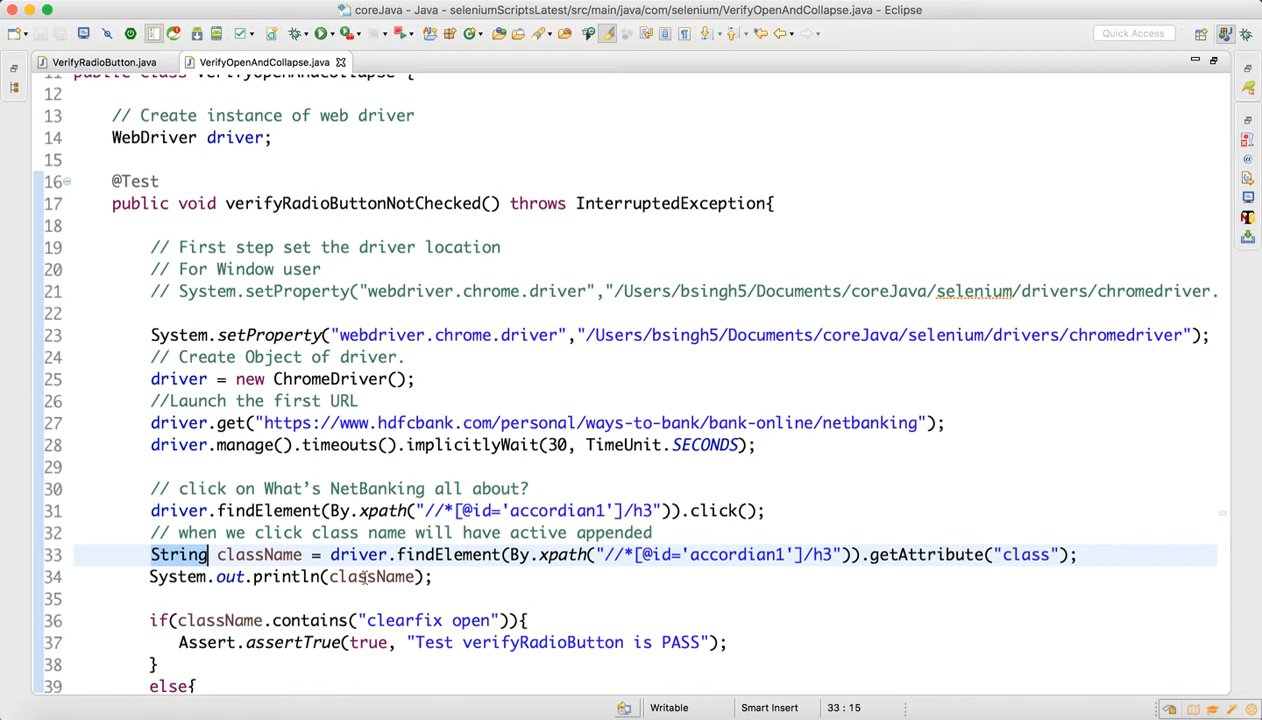 coreJava - Java - seleniumScriptsLatest/src/main/java/com/selenium/VerifyOpenAndCollapse.java - Eclipse
Quick Access
VerifyRadioButton.java
VerifyOpenAndCollapse.java
11 public class VerifyOpenAndCollapse {
12
13 // Create instance of web driver
14 WebDriver driver;
15
16 @Test
17 public void verifyRadioButtonNotChecked() throws InterruptedException{
18
19 // First step set the driver location
20 // For Window user
21 // System.setProperty("webdriver.chrome.driver","/Users/bsingh5/Documents/coreJava/selenium/drivers/chromedriver.
22
23 System.setProperty("webdriver.chrome.driver","/Users/bsingh5/Documents/coreJava/selenium/drivers/chromedriver");
24 // Create Object of driver.
25 driver = new ChromeDriver();
26 //Launch the first URL
27 driver.get("https://www.hdfcbank.com/personal/ways-to-bank/bank-online/netbanking");
28 driver.manage().timeouts().implicitlyWait(30, TimeUnit.SECONDS);
29
30 // click on What's NetBanking all about?
31 driver.findElement(By.xpath("//*[@id='accordian1']/h3")).click();
32 // when we click class name will have active appended
33 String className = driver.findElement(By.xpath("//*[@id='accordian1']/h3")).getAttribute("class");
34 System.out.println(className);
35
36 if(className.contains("clearfix open")){
37 Assert.assertTrue(true, "Test verifyRadioButton is PASS");
38 }
39 else{
Writable
Smart Insert
33 : 15